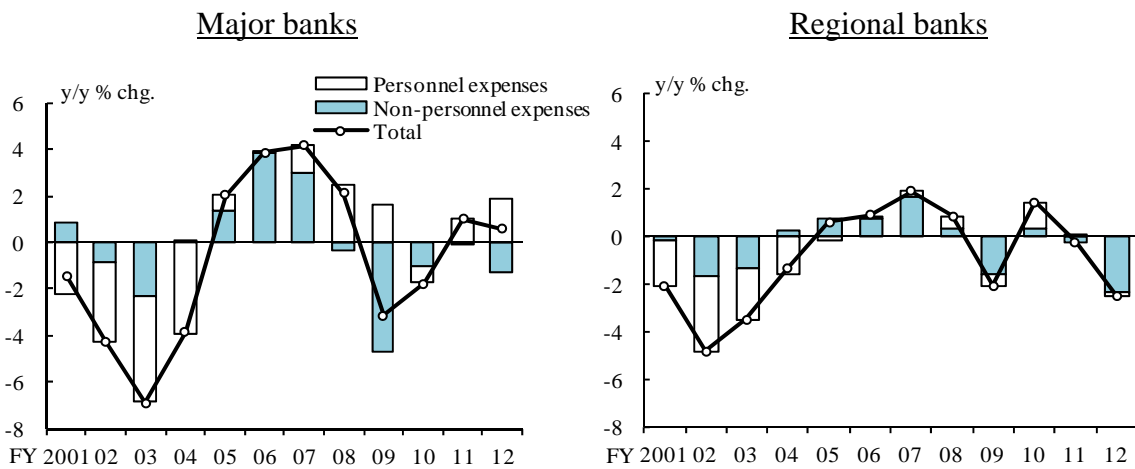 Major banks
y/y % chg.
Personnel expenses
Non-personnel expenses
Total
6
4
2
0
-2
-4
-6
-8
FY 2001 02 03 04 05 06 07 08 09 10 11 12
Regional banks
y/y % chg.
6
4
2
0
-2
-4
-6
-8
FY 2001 02 03 04 05 06 07 08 09 10 11 12